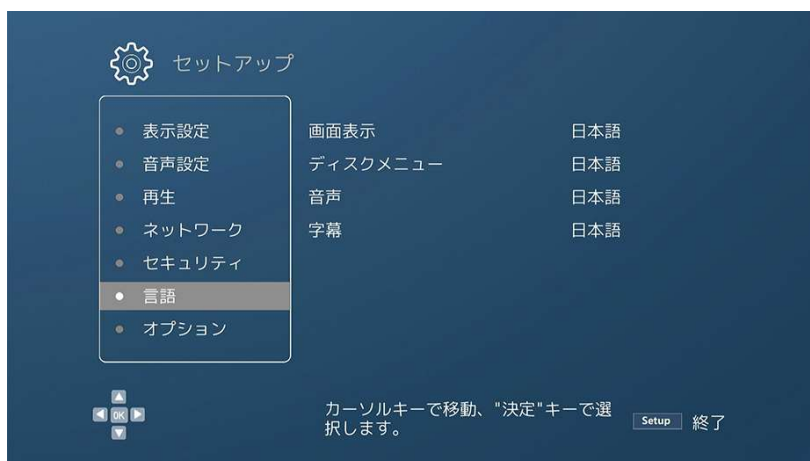 セットアップ
表示設定
音声設定
再生
ネットワーク
セキュリティ
言語
オプション
画面表示 日本語
ディスクメニュー 日本語
音声 日本語
字幕 日本語
OK
カーソルキーで移動、"決定"キーで選
択します。
Setup 終了